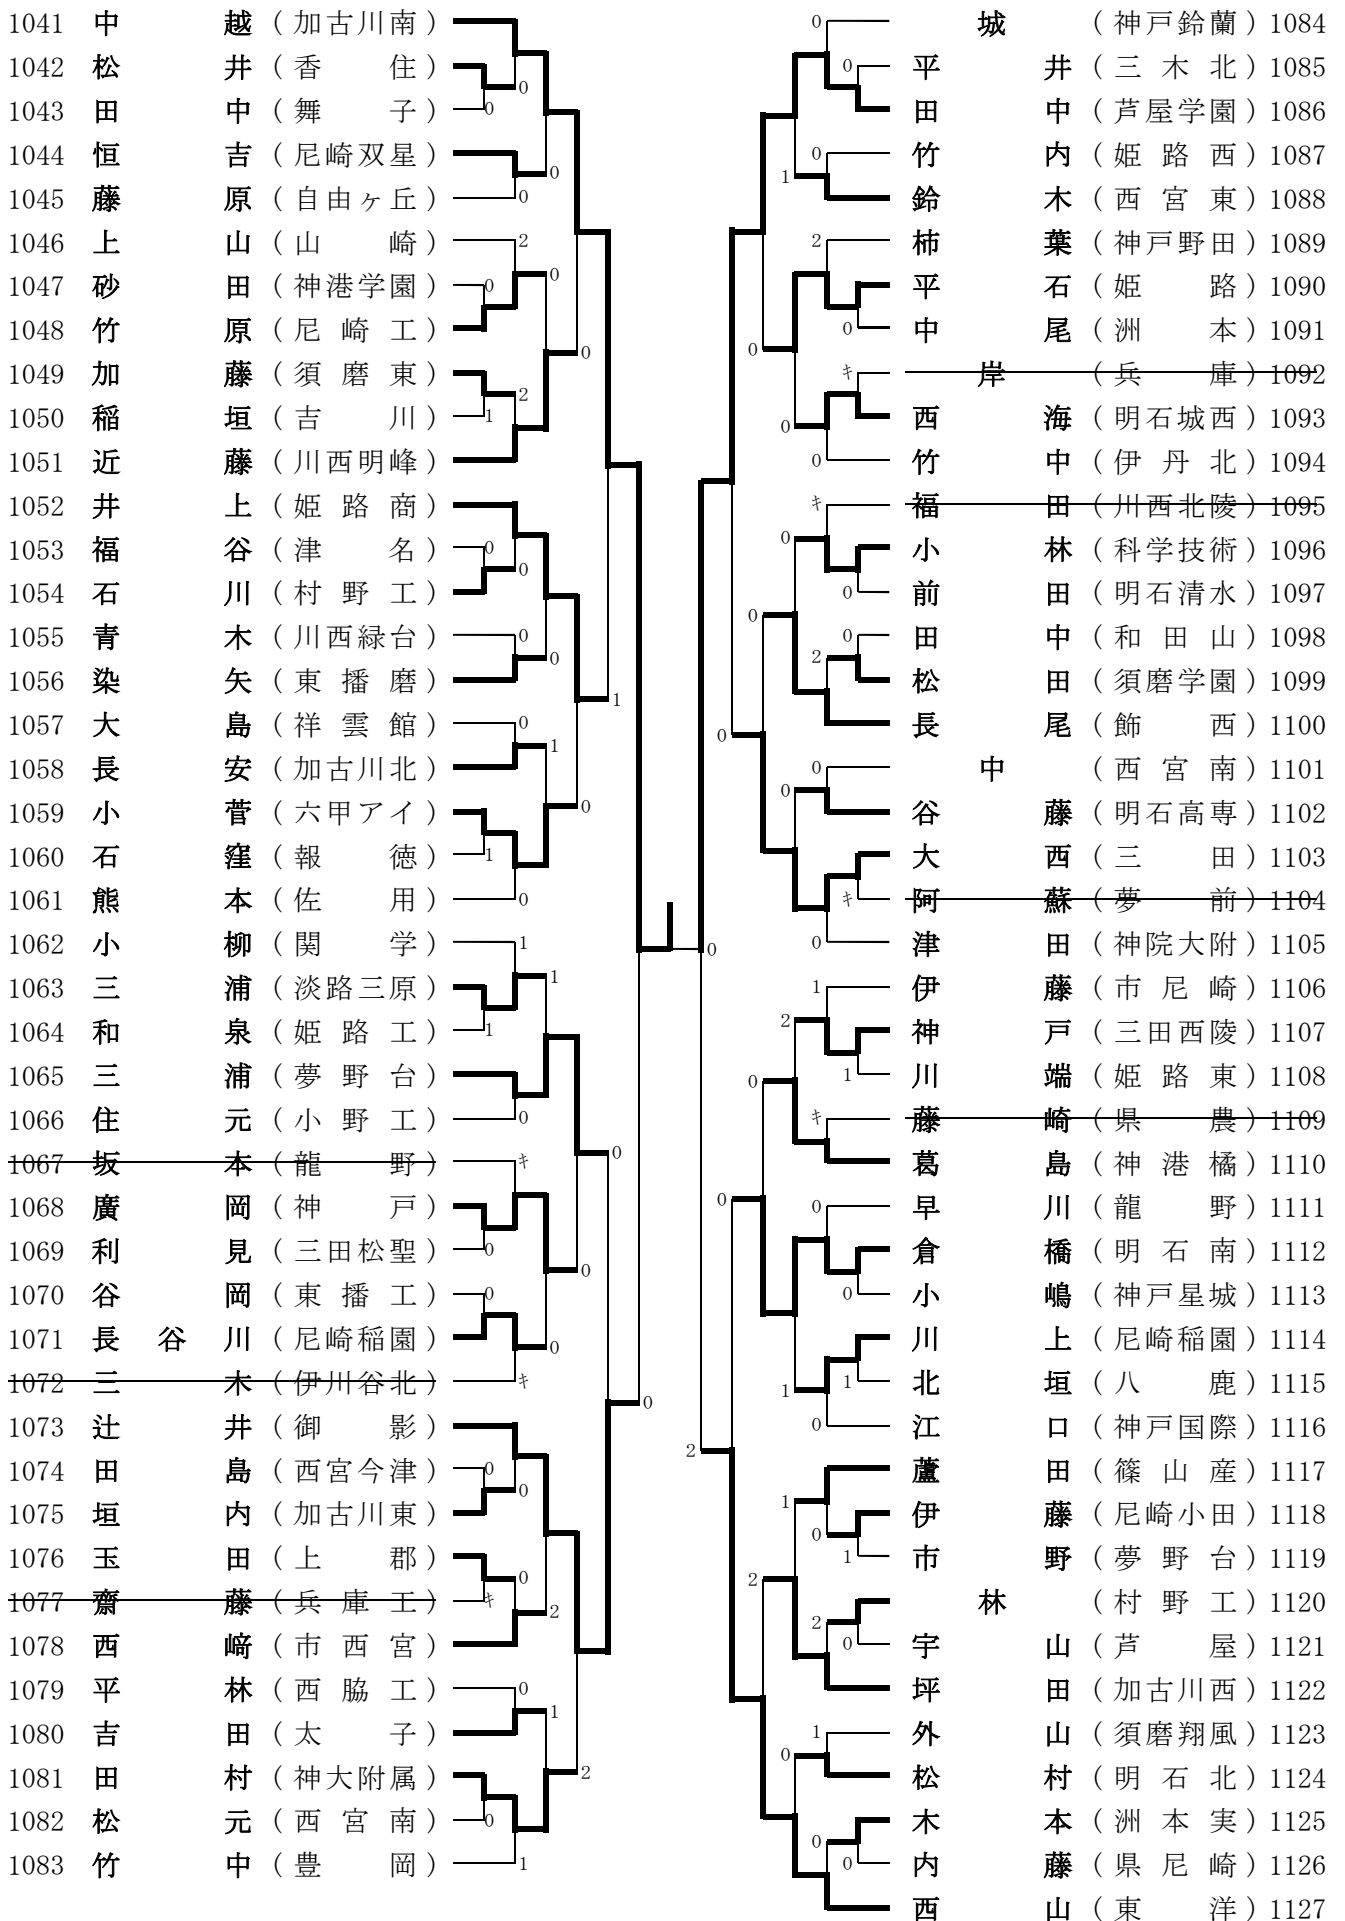 1041 中越 (加古川南)
1042 松井 (香住)
1043 田中 (舞子)
1044 恒吉 (尼崎双星)
1045 藤原 (自由ヶ丘)
1046 上山 (山崎)
1047 砂田 (神港学園)
1048 竹原 (尼崎工)
1049 加藤 (須磨東)
1050 稲垣 (吉川)
1051 近藤 (川西明峰)
1052 井上 (姫路商)
1053 福谷 (津名)
1054 石川 (村野工)
1055 青木 (川西緑台)
1056 染矢 (東播磨)
1057 大島 (祥雲館)
1058 長安 (加古川北)
1059 小菅 (六甲アイ)
1060 石窪 (報徳)
1061 熊本 (佐用)
1062 小柳 (関学)
1063 三浦 (淡路三原)
1064 和泉 (姫路工)
1065 三浦 (夢野台)
1066 住元 (小野工)
1067 坂本 (龍野)
1068 廣岡 (神戸)
1069 利見 (三田松聖)
1070 谷岡 (東播工)
1071 長谷川 (尼崎稲園)
1072 三木 (伊川谷北)
1073 辻井 (御影)
1074 田島 (西宮今津)
1075 垣内 (加古川東)
1076 玉田 (上郡)
1077 齋藤 (兵庫工)
1078 西﨑 (市西宮)
1079 平林 (西脇工)
1080 吉田 (太子)
1081 田村 (神大附属)
1082 松元 (西宮南)
1083 竹中 (豊岡)
城 (神戸鈴蘭) 1084
平井 (三木北) 1085
田中 (芦屋学園) 1086
竹内 (姫路西) 1087
鈴木 (西宮東) 1088
柿葉 (神戸野田) 1089
平石 (姫路) 1090
中尾 (洲本) 1091
岸 (兵庫) 1092
西海 (明石城西) 1093
竹中 (伊丹北) 1094
福田 (川西北陵) 1095
小林 (科学技術) 1096
前田 (明石清水) 1097
田中 (和田山) 1098
松田 (須磨学園) 1099
長尾 (飾西) 1100
中 (西宮南) 1101
谷藤 (明石高専) 1102
大西 (三田) 1103
阿蘇 (夢前) 1104
津田 (神院大附) 1105
伊藤 (市尼崎) 1106
神戸 (三田西陵) 1107
川端 (姫路東) 1108
藤崎 (県農) 1109
葛島 (神港橘) 1110
早川 (龍野) 1111
倉橋 (明石南) 1112
小嶋 (神戸星城) 1113
川上 (尼崎稲園) 1114
北垣 (八鹿) 1115
江口 (神戸国際) 1116
蘆田 (篠山産) 1117
伊藤 (尼崎小田) 1118
市野 (夢野台) 1119
林 (村野工) 1120
宇山 (芦屋) 1121
坪田 (加古川西) 1122
外山 (須磨翔風) 1123
松村 (明石北) 1124
木本 (洲本実) 1125
内藤 (県尼崎) 1126
西山 (東洋) 1127